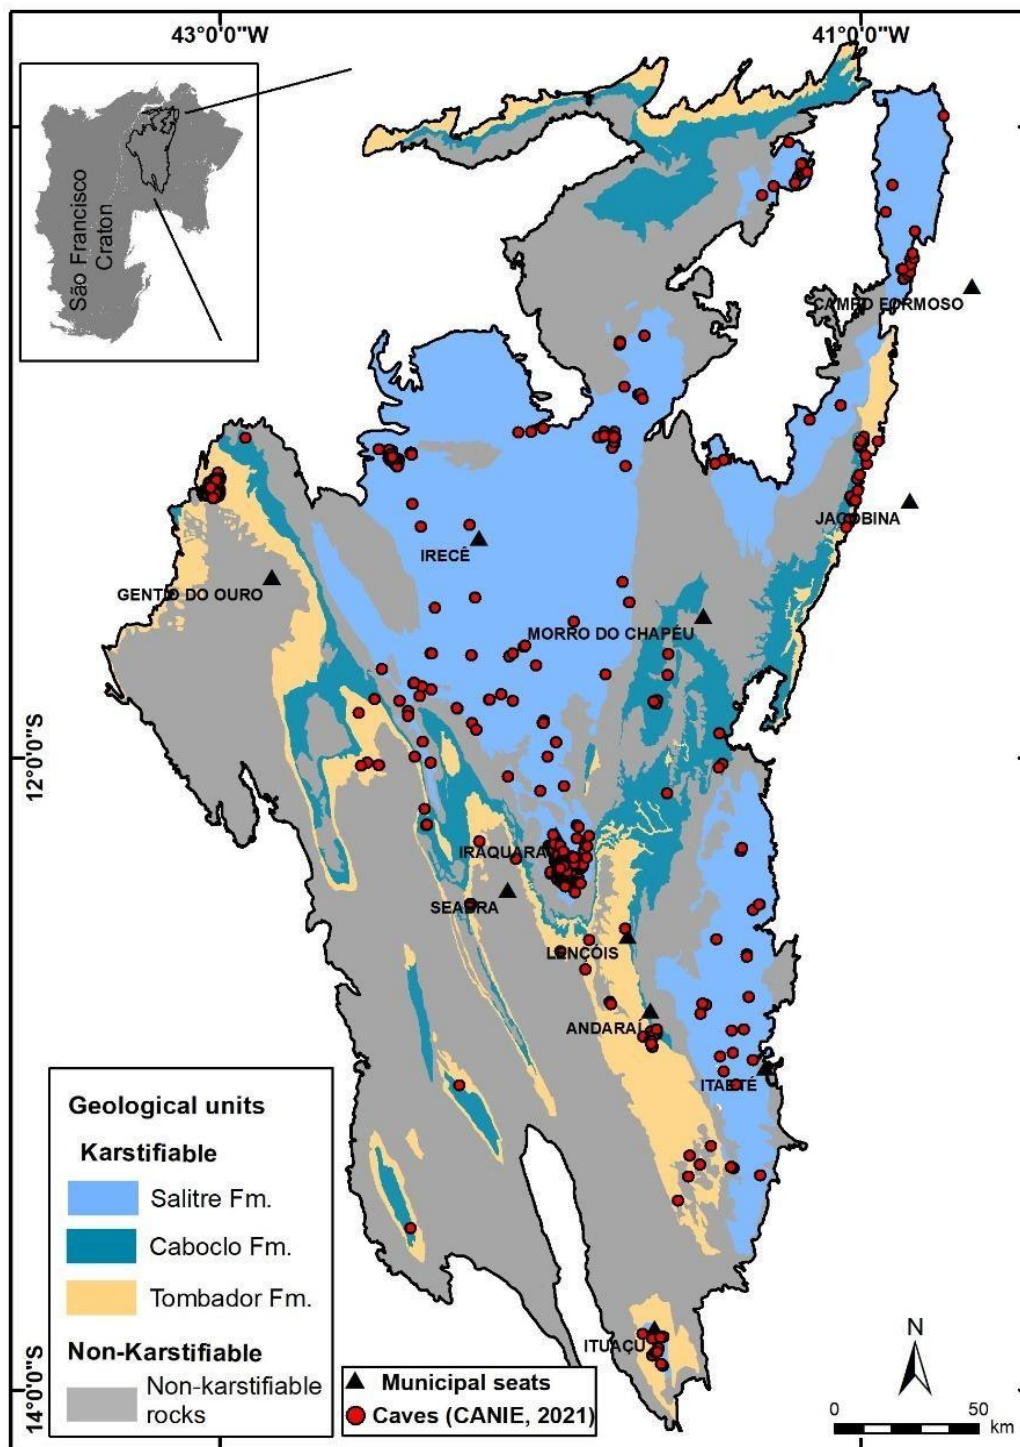 43°0'0"W
41°0'0"W
São Francisco
Craton
CAMPO FORMOSO
JACOBINA
IRECÊ
GENTIO DO OURO
MORRO DO CHAPÉU
12°0'0"S
IRAQUARA
SEABRA
LENÇÓIS
ANDARAÍ
ITAETÉ
Geological units
Karstifiable
Salitre Fm.
Caboclo Fm.
Tombador Fm.
Non-Karstifiable
Non-karstifiable
rocks
ITUAÇU
14°0'0"S
Municipal seats
Caves (CANIE, 2021)
N
0 50
km